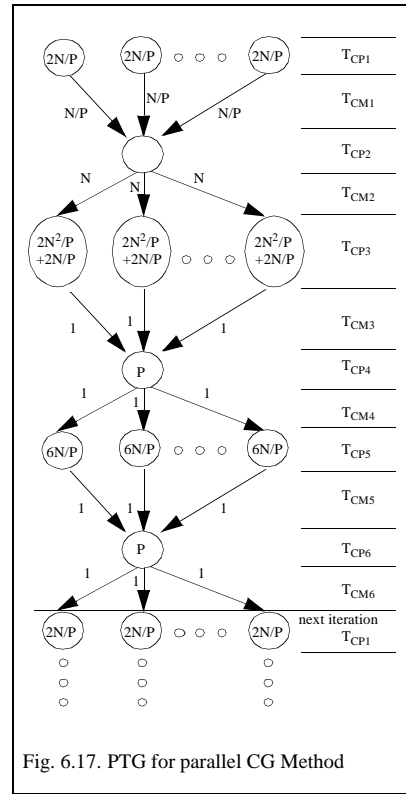 2N/P 2N/P 2N/P T_CP1
N/P N/P N/P T_CM1
T_CP2
N N N T_CM2
2N²/P 2N²/P 2N²/P
+2N/P +2N/P +2N/P T_CP3
1 1 1 T_CM3
P T_CP4
1 1 1 T_CM4
6N/P 6N/P 6N/P T_CP5
1 1 1 T_CM5
P T_CP6
1 1 1 T_CM6
next iteration
2N/P 2N/P 2N/P T_CP1
Fig. 6.17. PTG for parallel CG Method